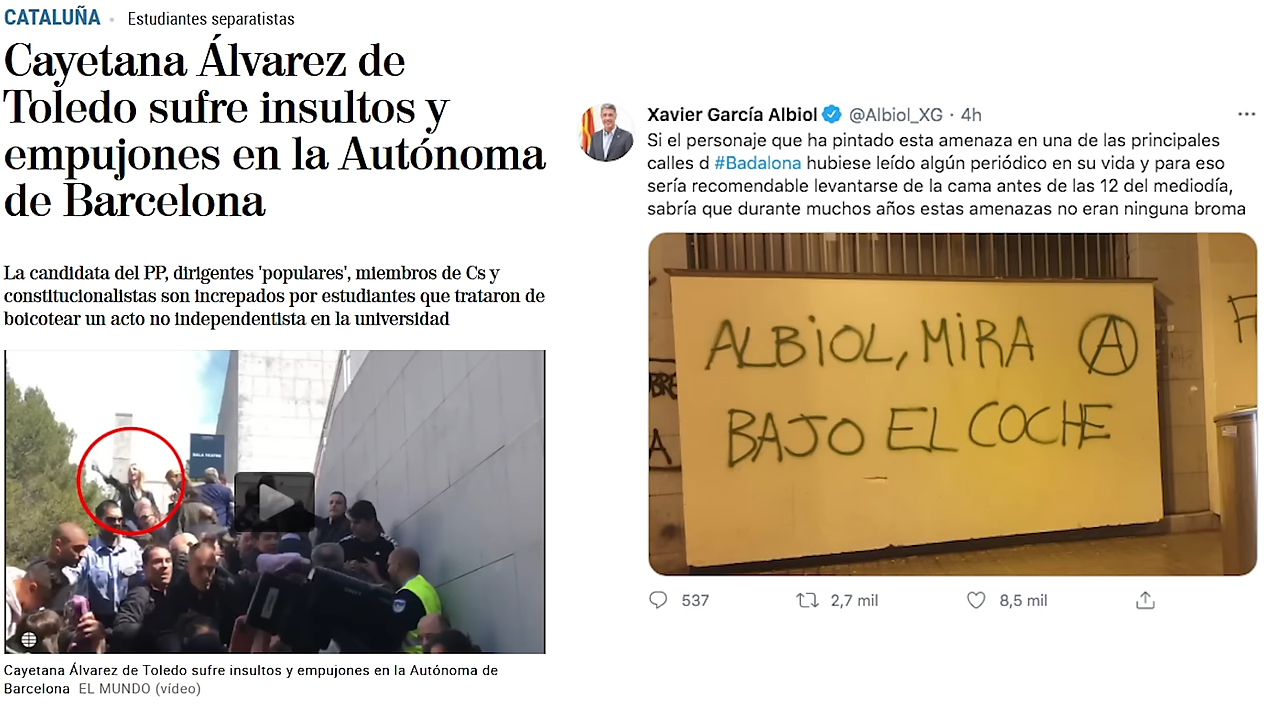 CATALUÑA • Estudiantes separatistas
Cayetana Álvarez de
Toledo sufre insultos y
empujones en la Autónoma
de Barcelona
La candidata del PP, dirigentes 'populares', miembros de Cs y
constitucionalistas son increpados por estudiantes que trataron de
boicotear un acto no independentista en la universidad
SALA TEATRE
Cayetana Álvarez de Toledo sufre insultos y empujones en la Autónoma de
Barcelona EL MUNDO (vídeo)
Xavier García Albiol @Albiol_XG · 4h
Si el personaje que ha pintado esta amenaza en una de las principales
calles d #Badalona hubiese leído algún periódico en su vida y para eso
sería recomendable levantarse de la cama antes de las 12 del mediodía,
sabría que durante muchos años estas amenazas no eran ninguna broma
ALBIOL, MIRA A
BAJO EL COCHE
537 2,7 mil 8,5 mil